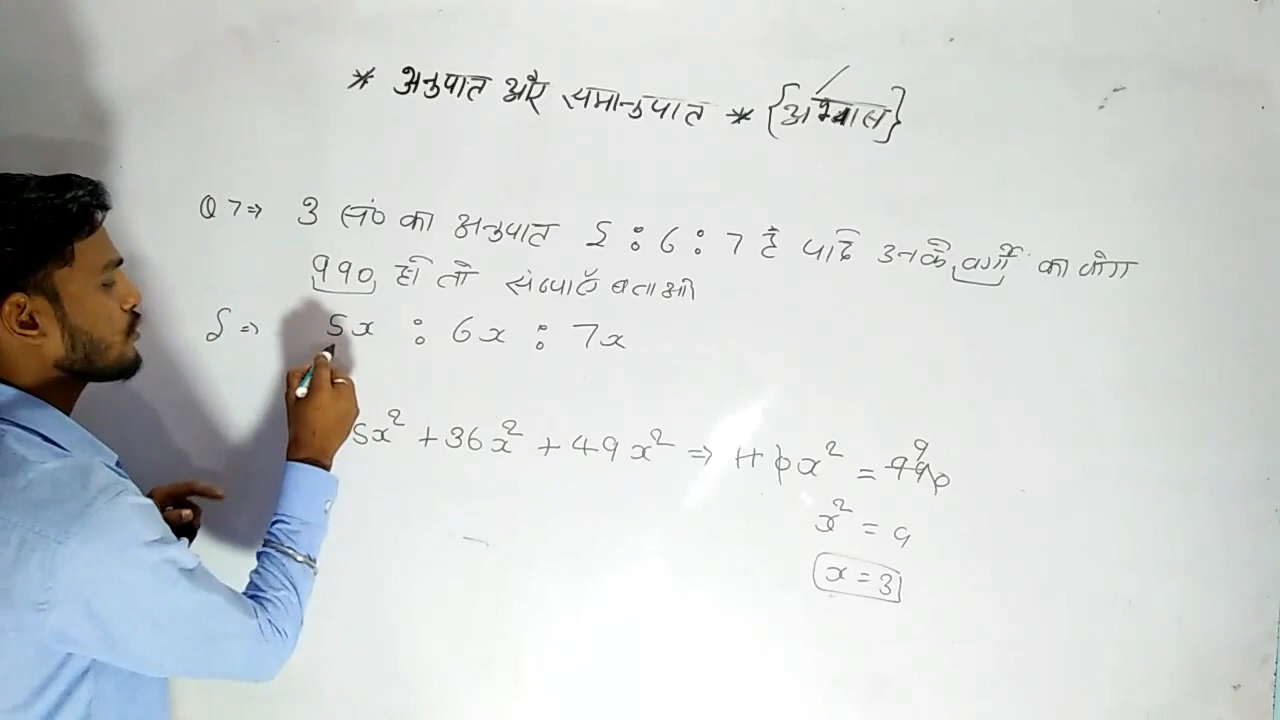 * अनुपात और समानुपात * {अभ्यास}
Q 7⇒ 3 सं० का अनुपात 5 : 6 : 7 है यदि उनके वर्गों का योग
990 हो तो संख्याएँ बताओ
S⇒ 5x : 6x : 7x
5x² + 36x² + 49x² ⇒ 110x² = 990
9
x² = 9
x = 3